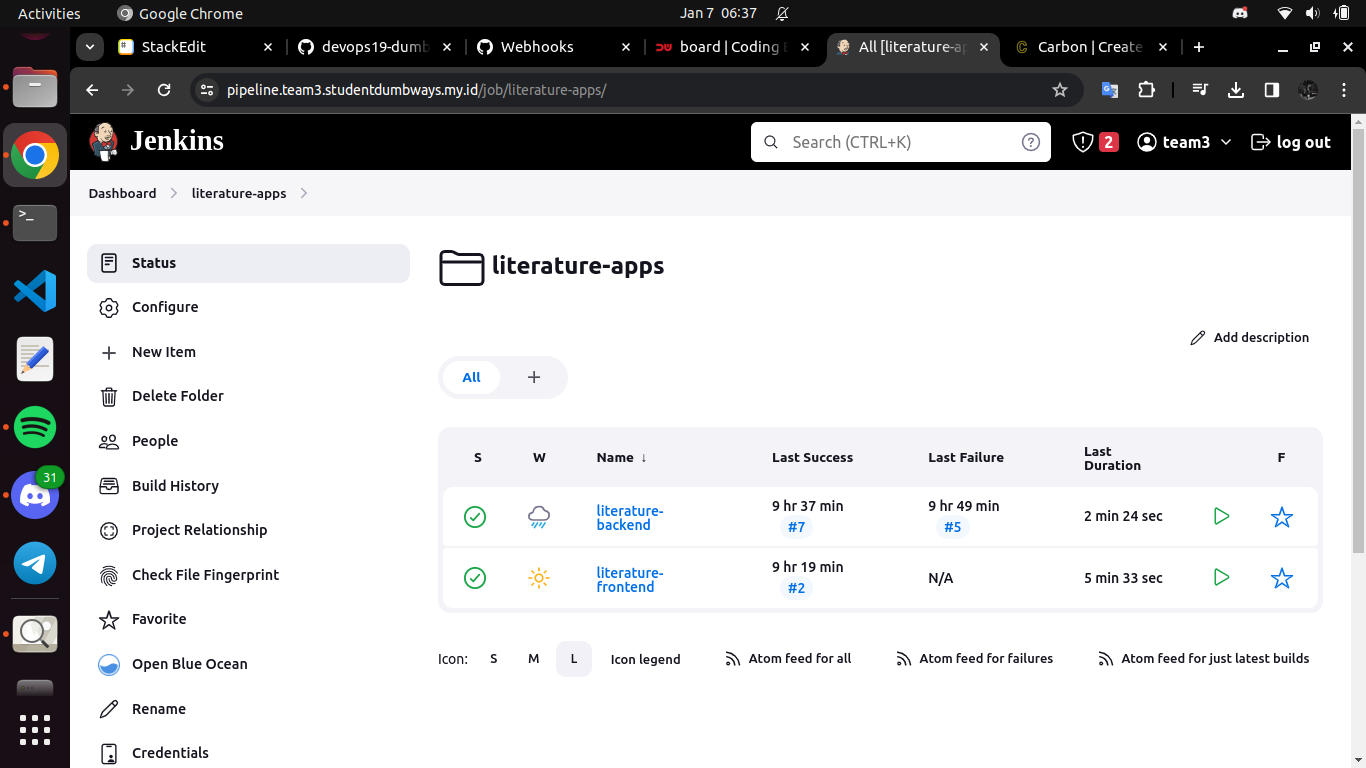 Activities
Google Chrome
Jan 7 06:37
StackEdit
devops19-dumb
Webhooks
board | Coding
All [literature-ap
Carbon | Create
pipeline.team3.studentdumbways.my.id/job/literature-apps/
Jenkins
Search (CTRL+K)
2
team3
log out
Dashboard
literature-apps
Status
Configure
New Item
Delete Folder
People
Build History
Project Relationship
Check File Fingerprint
Favorite
Open Blue Ocean
Rename
Credentials
31
literature-apps
Add description
All
S W Name ↓ Last Success Last Failure Last Duration F
literature-backend 9 hr 37 min #7 9 hr 49 min #5 2 min 24 sec
literature-frontend 9 hr 19 min #2 N/A 5 min 33 sec
Icon: S M L Icon legend Atom feed for all Atom feed for failures Atom feed for just latest builds